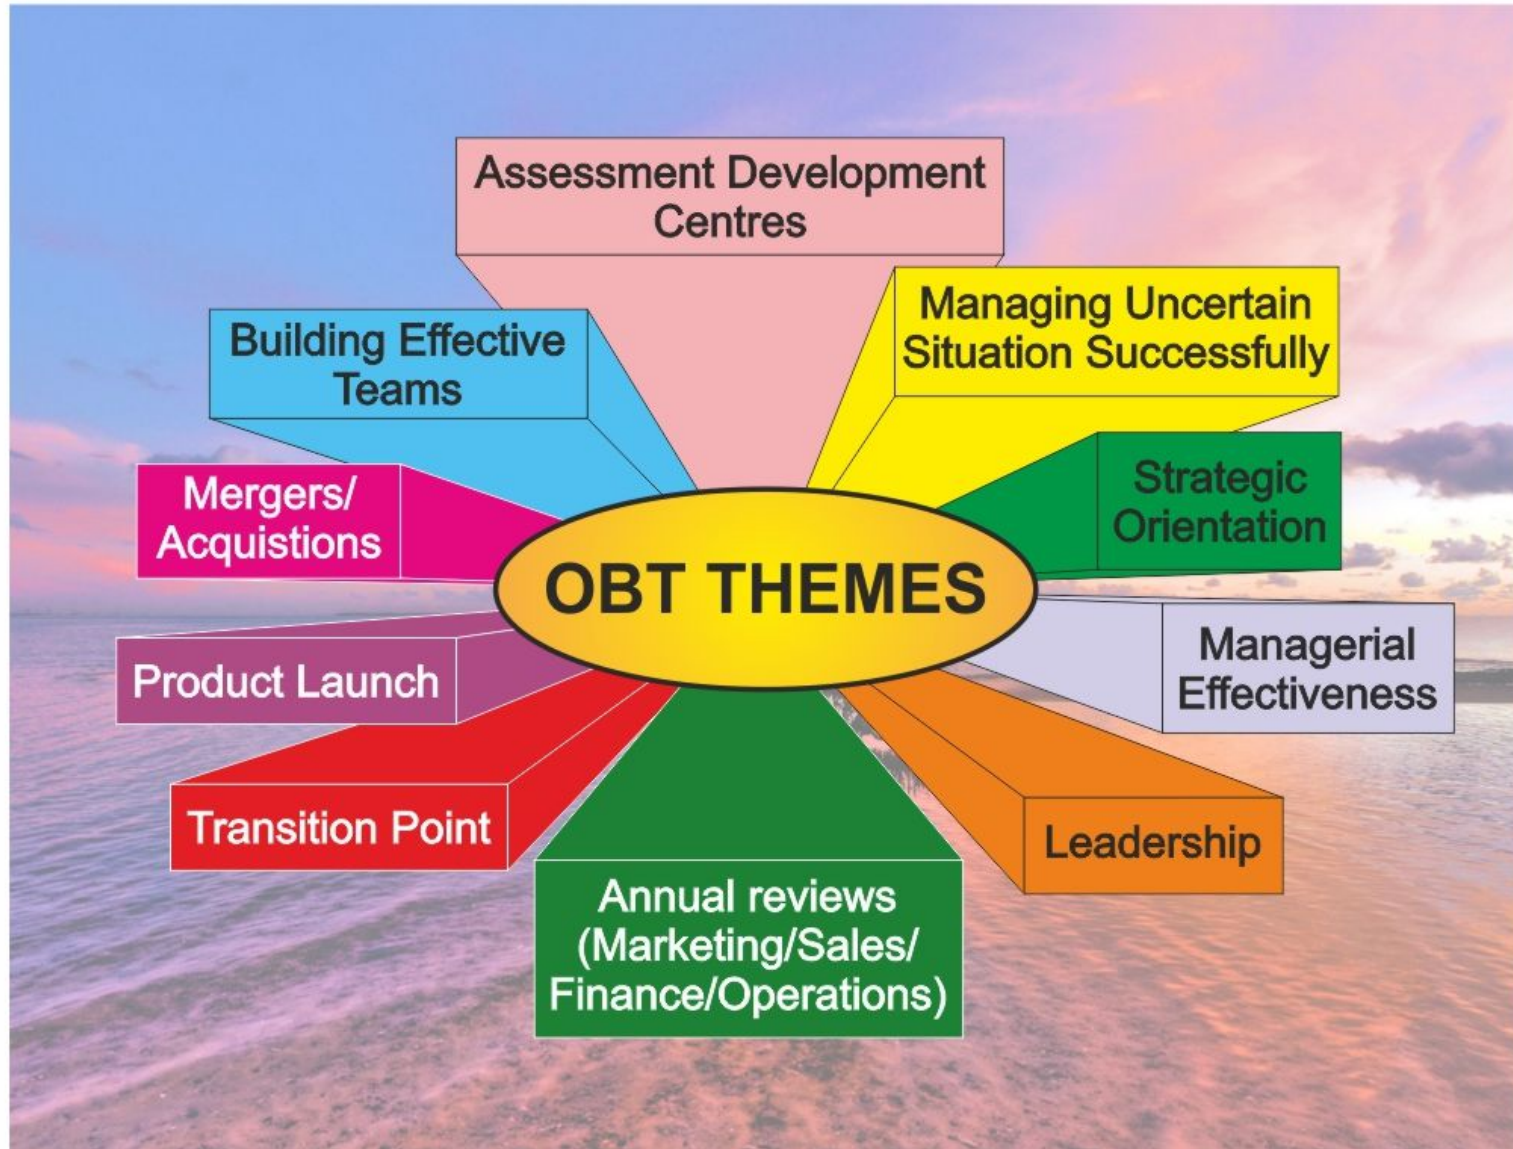 Assessment Development
Centres
Managing Uncertain
Situation Successfully
Building Effective
Teams
Strategic
Orientation
Mergers/
Acquistions
OBT THEMES
Managerial
Effectiveness
Product Launch
Transition Point
Leadership
Annual reviews
(Marketing/Sales/
Finance/Operations)